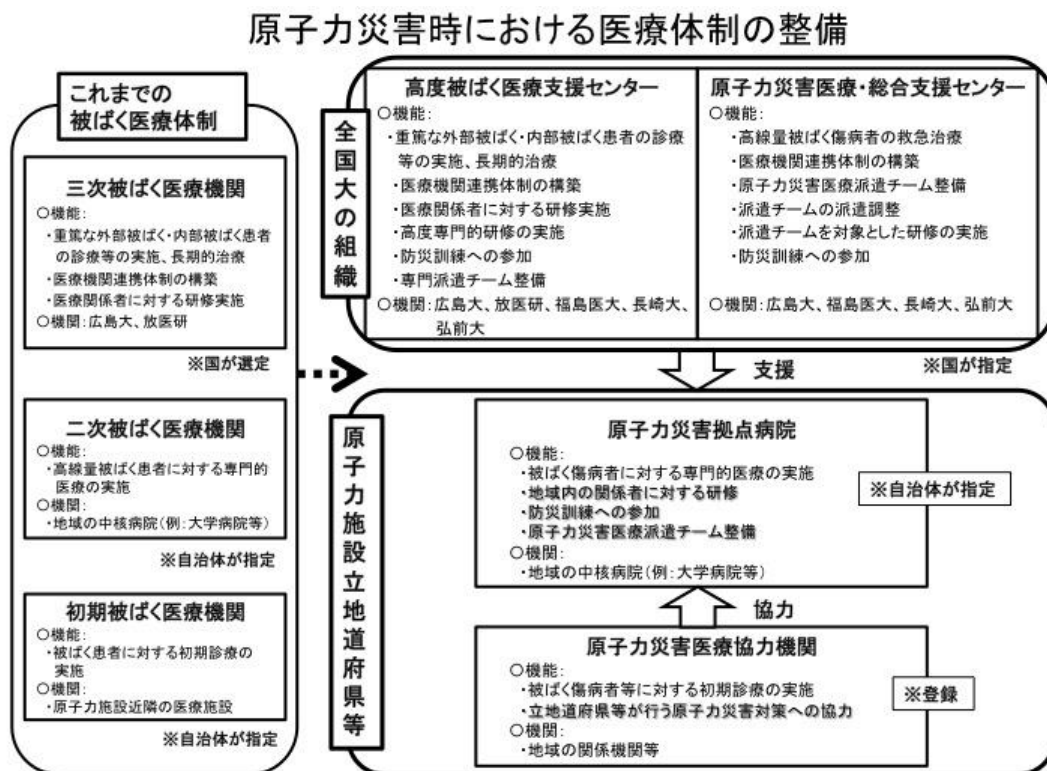 原子力災害時における医療体制の整備
これまでの
被ばく医療体制
三次被ばく医療機関
○機能:
・重篤な外部被ばく・内部被ばく患者
の診療等の実施、長期的治療
・医療機関連携体制の構築
・医療関係者に対する研修実施
○機関:広島大、放医研
※国が選定
二次被ばく医療機関
○機能:
・高線量被ばく患者に対する専門的
医療の実施
○機関:
・地域の中核病院(例:大学病院等)
※自治体が指定
初期被ばく医療機関
○機能:
・被ばく患者に対する初期診療の
実施
○機関:
・原子力施設近隣の医療施設
※自治体が指定
全国大の組織
高度被ばく医療支援センター
○機能:
・重篤な外部被ばく・内部被ばく患者の診療
等の実施、長期的治療
・医療機関連携体制の構築
・医療関係者に対する研修実施
・高度専門的研修の実施
・防災訓練への参加
・専門派遣チーム整備
○機関:広島大、放医研、福島医大、長崎大、
弘前大
原子力災害医療・総合支援センター
○機能:
・高線量被ばく傷病者の救急治療
・医療機関連携体制の構築
・原子力災害医療派遣チーム整備
・派遣チームの派遣調整
・派遣チームを対象とした研修の実施
・防災訓練への参加
○機関:広島大、福島医大、長崎大、弘前大
支援
※国が指定
原子力施設立地道府県等
原子力災害拠点病院
○機能:
・被ばく傷病者に対する専門的医療の実施
・地域内の関係者に対する研修
・防災訓練への参加
・原子力災害医療派遣チーム整備
○機関:
・地域の中核病院(例:大学病院等)
※自治体が指定
協力
原子力災害医療協力機関
○機能:
・被ばく傷病者等に対する初期診療の実施
・立地道府県等が行う原子力災害対策への協力
○機関:
・地域の関係機関等
※登録